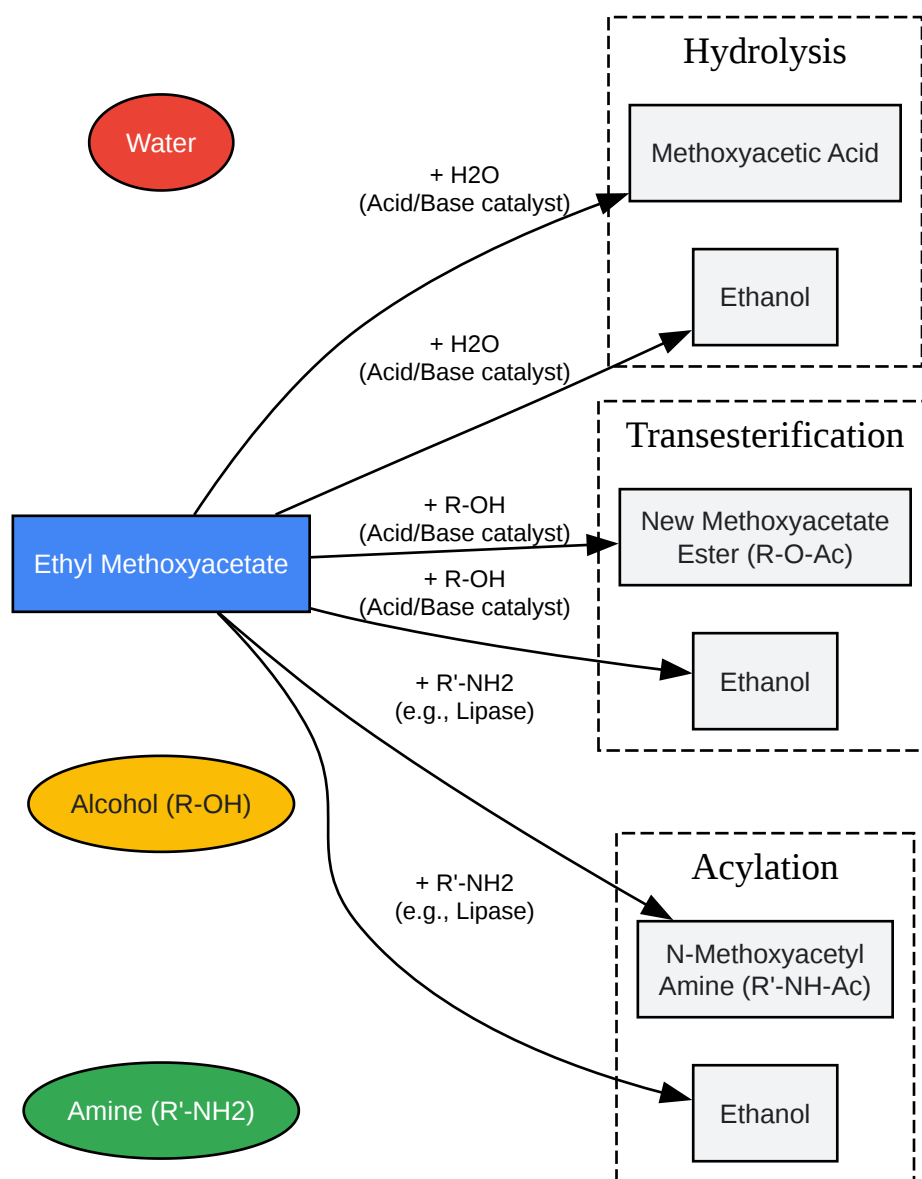 Hydrolysis
Water
Methoxyacetic Acid
+ H2O
(Acid/Base catalyst)
Ethanol
+ H2O
(Acid/Base catalyst)
Transesterification
Ethyl Methoxyacetate
+ R-OH
(Acid/Base catalyst)
New Methoxyacetate
Ester (R-O-Ac)
+ R-OH
(Acid/Base catalyst)
Ethanol
+ R'-NH2
(e.g., Lipase)
Alcohol (R-OH)
Acylation
+ R'-NH2
(e.g., Lipase)
N-Methoxyacetyl
Amine (R'-NH-Ac)
Amine (R'-NH2)
Ethanol